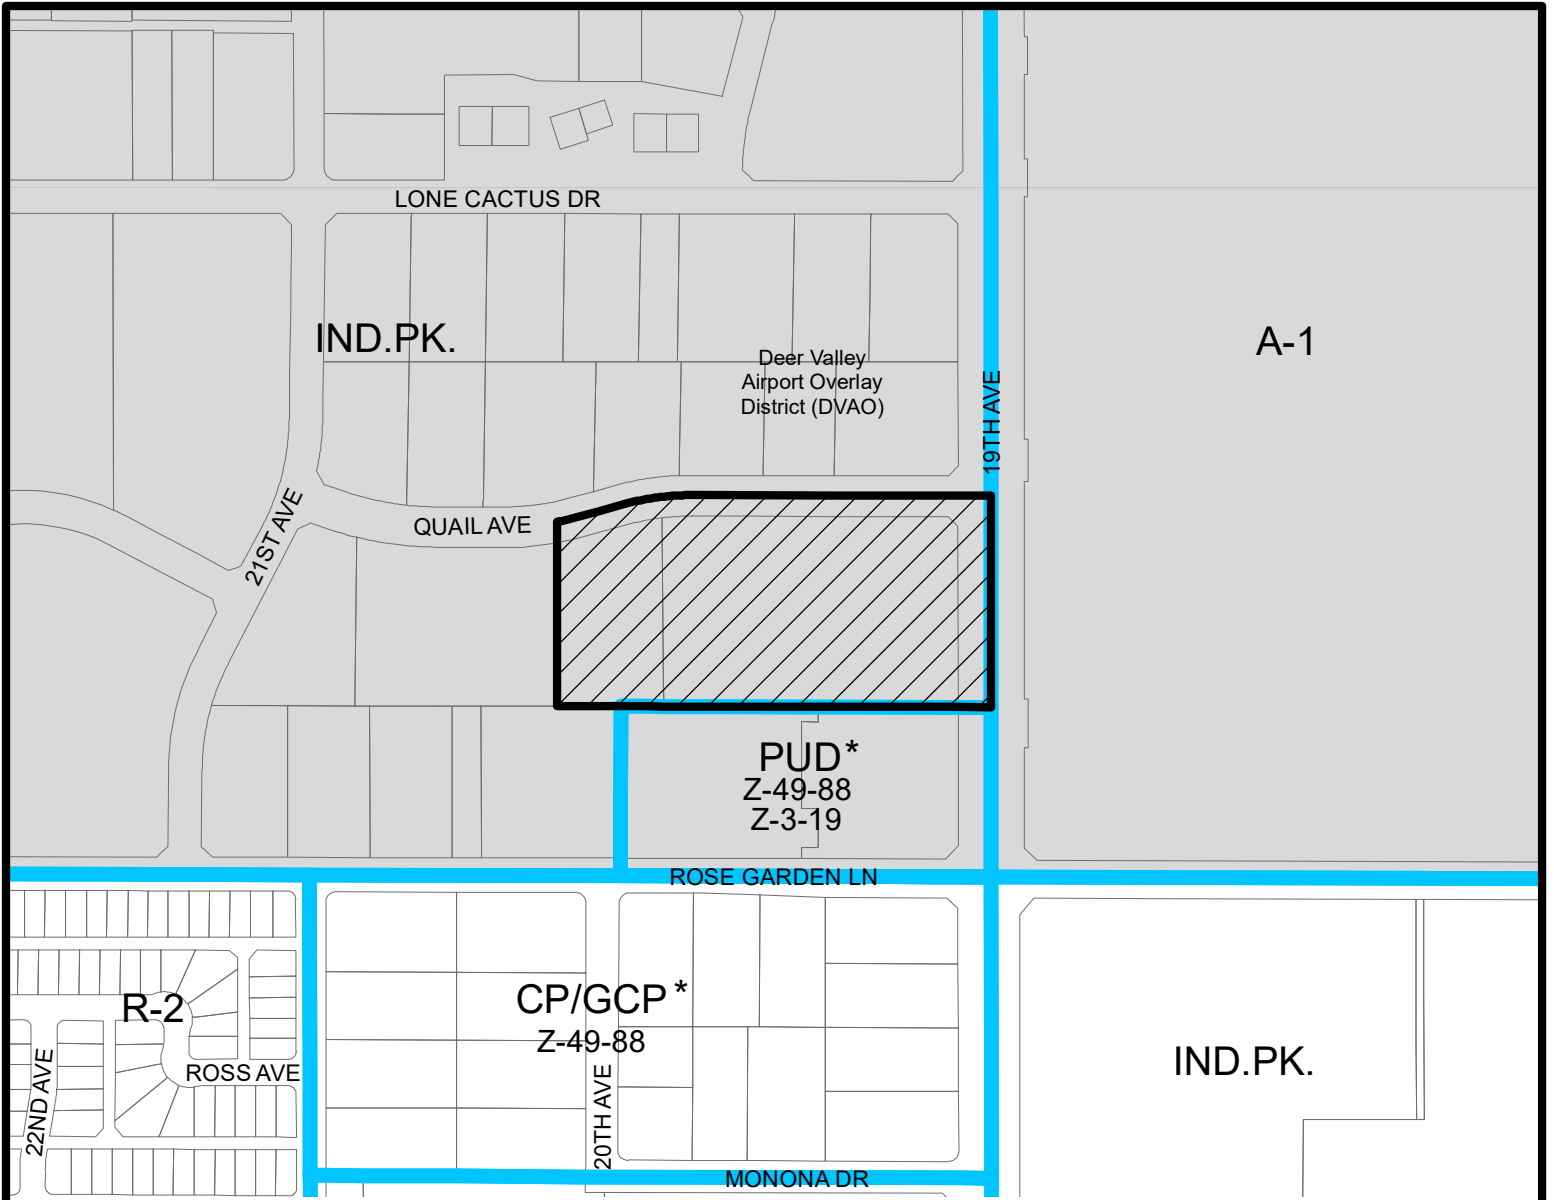 LONE CACTUS DR
IND.PK.
A-1
Deer Valley
Airport Overlay
District (DVAO)
19TH AVE
21ST AVE
QUAIL AVE
PUD*
Z-49-88
Z-3-19
ROSE GARDEN LN
R-2
CP/GCP*
Z-49-88
IND.PK.
22ND AVE
ROSS AVE
20TH AVE
MONONA DR